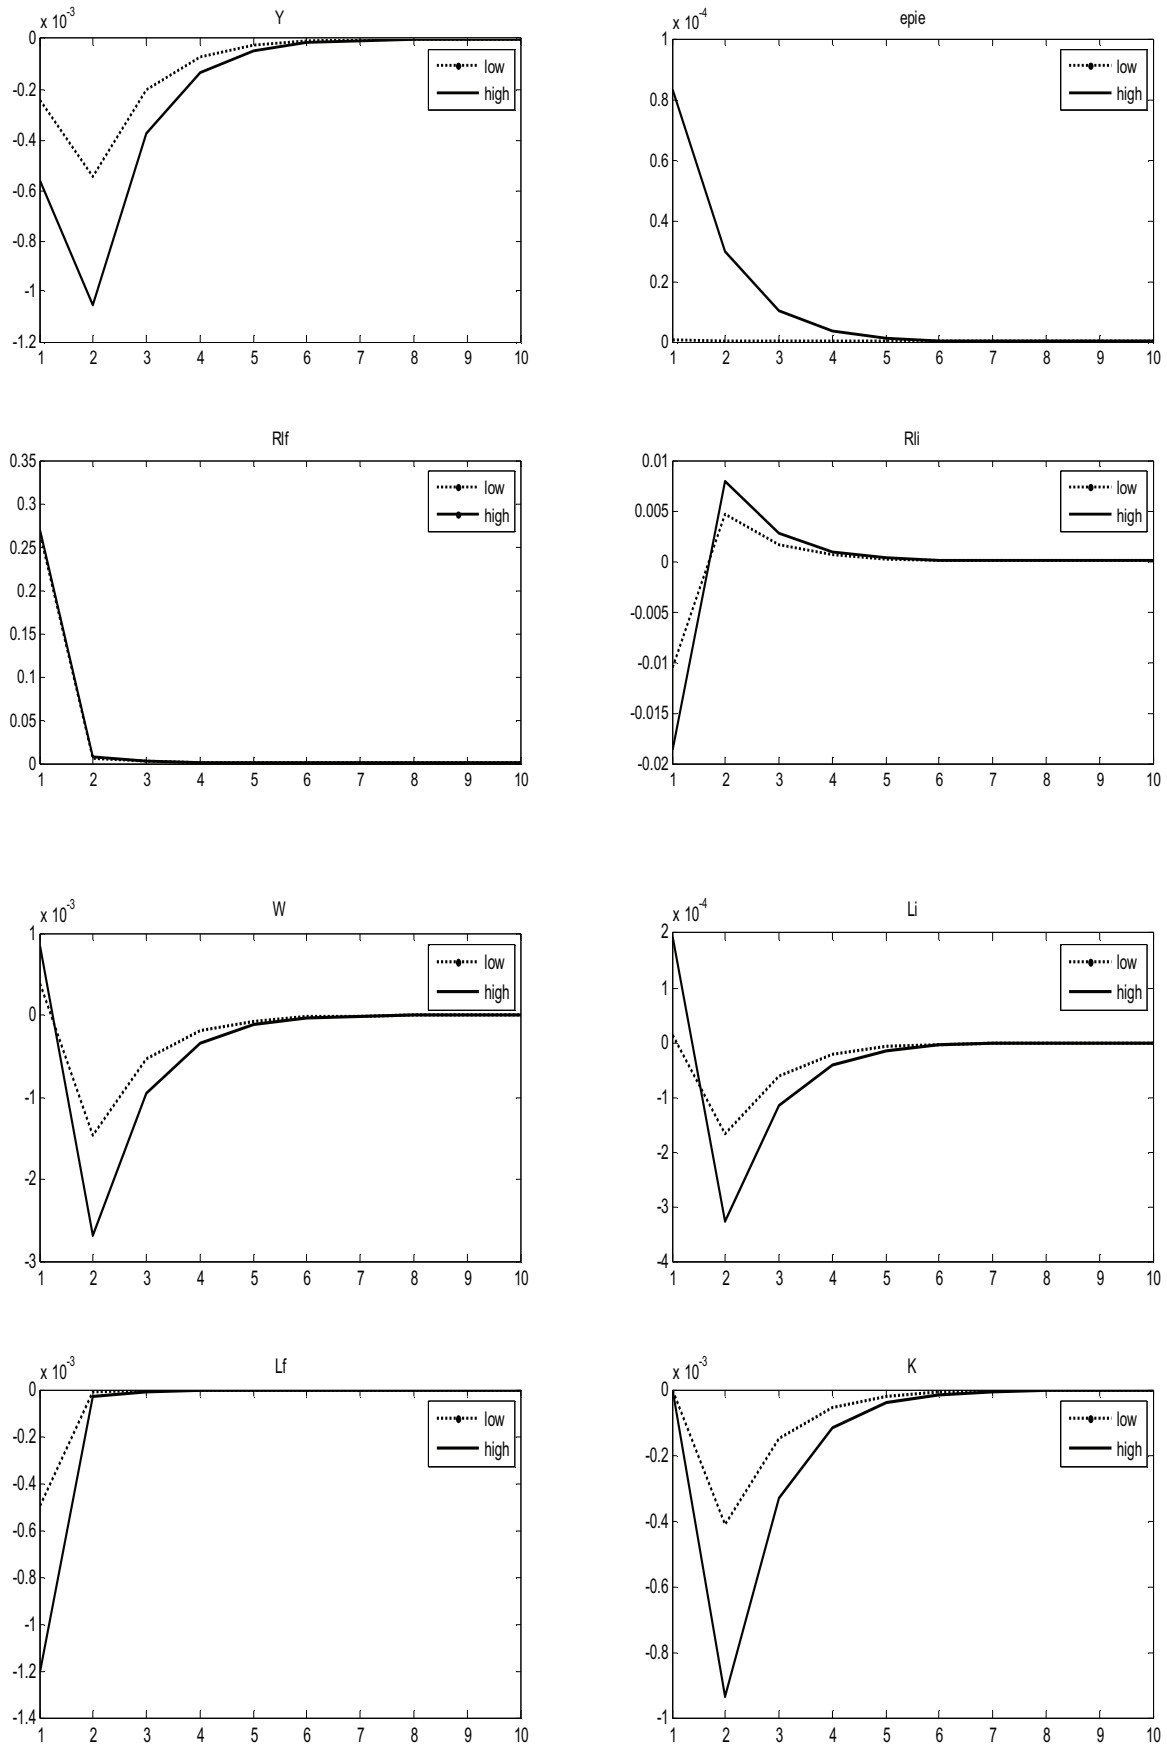 x 10^-3
Y
0
-0.2
-0.4
-0.6
-0.8
-1
-1.2
1 2 3 4 5 6 7 8 9 10
low
high
x 10^-4
epie
1
0.8
0.6
0.4
0.2
0
1 2 3 4 5 6 7 8 9 10
low
high
Rlf
0.35
0.3
0.25
0.2
0.15
0.1
0.05
0
1 2 3 4 5 6 7 8 9 10
low
high
Rli
0.01
0.005
0
-0.005
-0.01
-0.015
-0.02
1 2 3 4 5 6 7 8 9 10
low
high
x 10^-3
W
1
0
-1
-2
-3
1 2 3 4 5 6 7 8 9 10
low
high
x 10^-4
Li
2
1
0
-1
-2
-3
-4
1 2 3 4 5 6 7 8 9 10
low
high
x 10^-3
Lf
0
-0.2
-0.4
-0.6
-0.8
-1
-1.2
-1.4
1 2 3 4 5 6 7 8 9 10
low
high
x 10^-3
K
0
-0.2
-0.4
-0.6
-0.8
-1
1 2 3 4 5 6 7 8 9 10
low
high